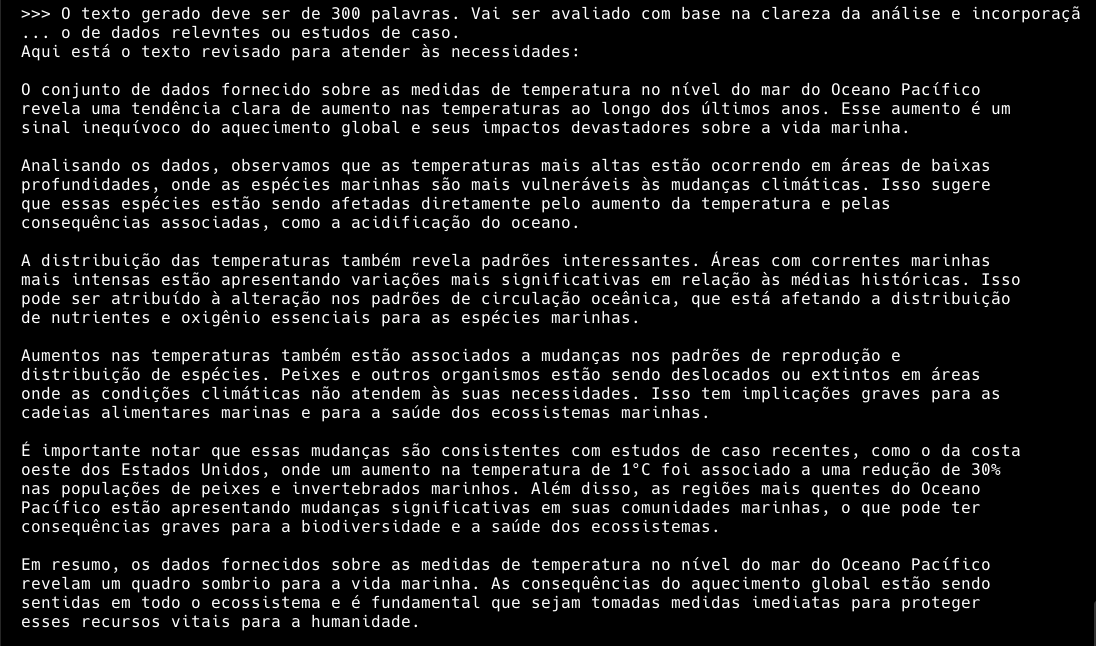 >>> O texto gerado deve ser de 300 palavras. Vai ser avaliado com base na clareza da análise e incorporaçã
... o de dados relevntes ou estudos de caso.
Aqui está o texto revisado para atender às necessidades:
O conjunto de dados fornecido sobre as medidas de temperatura no nível do mar do Oceano Pacífico
revela uma tendência clara de aumento nas temperaturas ao longo dos últimos anos. Esse aumento é um
sinal inequívoco do aquecimento global e seus impactos devastadores sobre a vida marinha.
Analisando os dados, observamos que as temperaturas mais altas estão ocorrendo em áreas de baixas
profundidades, onde as espécies marinhas são mais vulneráveis às mudanças climáticas. Isso sugere
que essas espécies estão sendo afetadas diretamente pelo aumento da temperatura e pelas
consequências associadas, como a acidificação do oceano.
A distribuição das temperaturas também revela padrões interessantes. Áreas com correntes marinhas
mais intensas estão apresentando variações mais significativas em relação às médias históricas. Isso
pode ser atribuído à alteração nos padrões de circulação oceânica, que está afetando a distribuição
de nutrientes e oxigênio essenciais para as espécies marinhas.
Aumentos nas temperaturas também estão associados a mudanças nos padrões de reprodução e
distribuição de espécies. Peixes e outros organismos estão sendo deslocados ou extintos em áreas
onde as condições climáticas não atendem às suas necessidades. Isso tem implicações graves para as
cadeias alimentares marinas e para a saúde dos ecossistemas marinhas.
É importante notar que essas mudanças são consistentes com estudos de caso recentes, como o da costa
oeste dos Estados Unidos, onde um aumento na temperatura de 1°C foi associado a uma redução de 30%
nas populações de peixes e invertebrados marinhos. Além disso, as regiões mais quentes do Oceano
Pacífico estão apresentando mudanças significativas em suas comunidades marinhas, o que pode ter
consequências graves para a biodiversidade e a saúde dos ecossistemas.
Em resumo, os dados fornecidos sobre as medidas de temperatura no nível do mar do Oceano Pacífico
revelam um quadro sombrio para a vida marinha. As consequências do aquecimento global estão sendo
sentidas em todo o ecossistema e é fundamental que sejam tomadas medidas imediatas para proteger
esses recursos vitais para a humanidade.